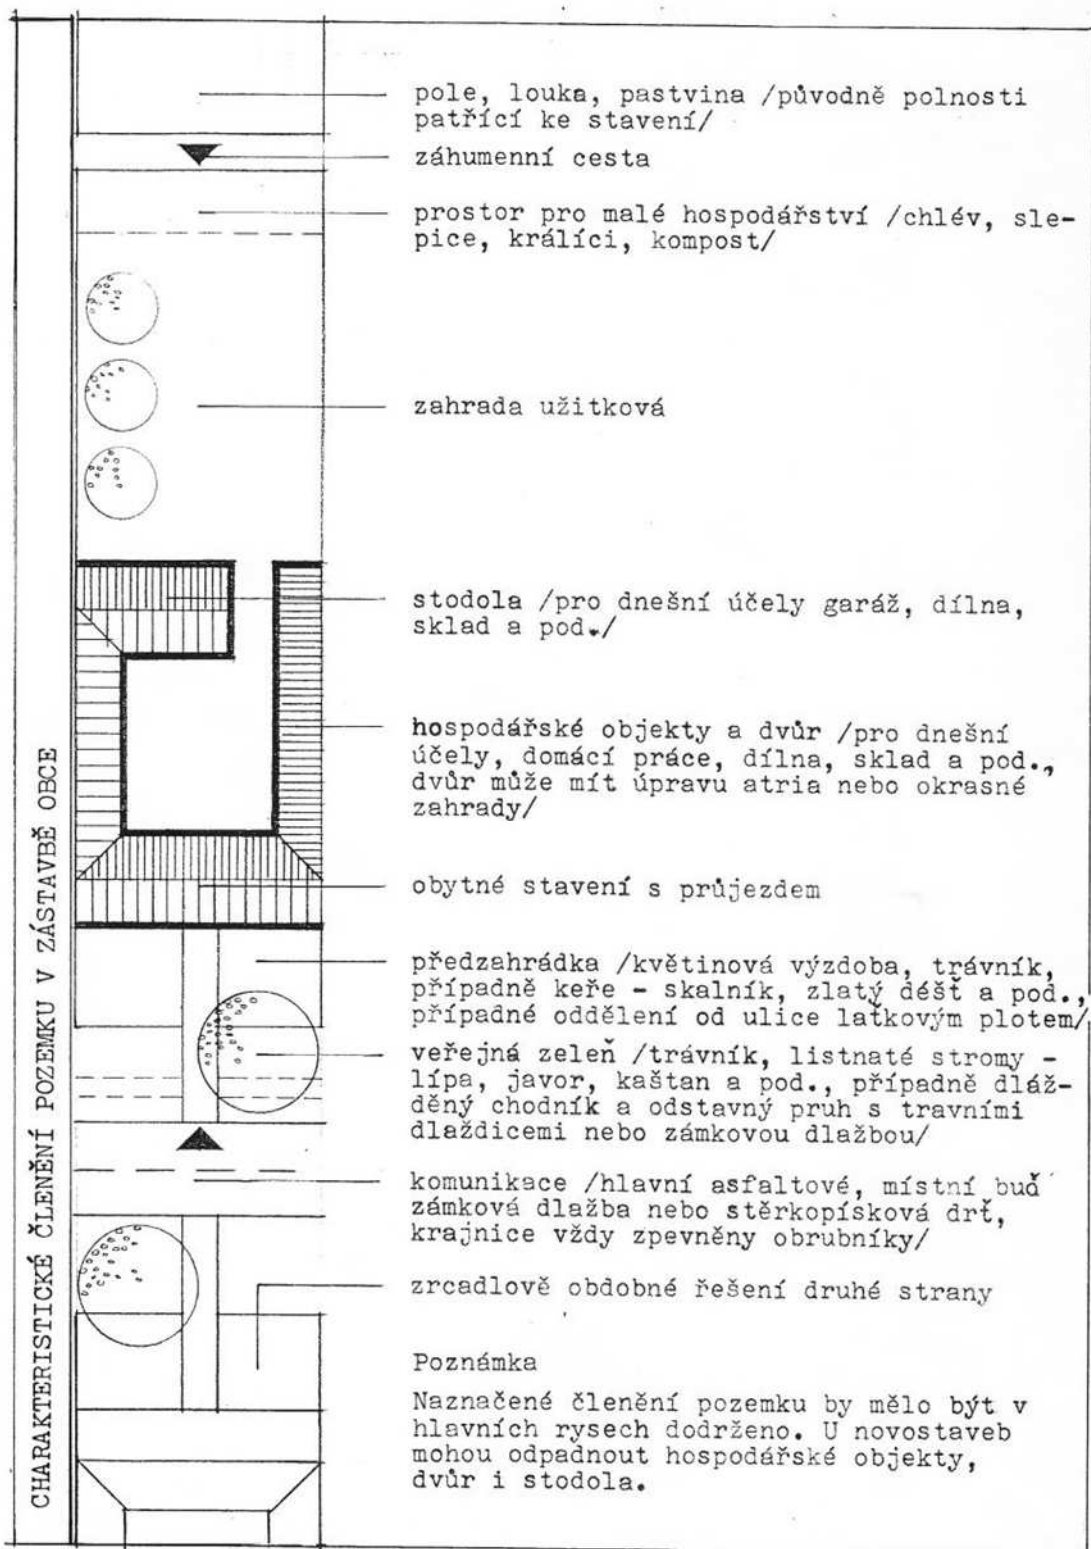 CHARAKTERISTICKÉ ČLENĚNÍ POZEMKU V ZÁSTAVBĚ OBCE
pole, louka, pastvina /původně polnosti
patřící ke stavení/
záhumenní cesta
prostor pro malé hospodářství /chlév, sle-
pice, králíci, kompost/
zahrada užitková
stodola /pro dnešní účely garáž, dílna,
sklad a pod./
hospodářské objekty a dvůr /pro dnešní
účely, domácí práce, dílna, sklad a pod.,
dvůr může mít úpravu atria nebo okrasné
zahrady/
obytné stavení s průjezdem
předzahrádka /květinová výzdoba, trávník,
případně keře - skalník, zlatý déšť a pod.,
případné oddělení od ulice laťkovým plotem/
veřejná zeleň /trávník, listnaté stromy -
lípa, javor, kaštan a pod., případně dláž-
děný chodník a odstavný pruh s travními
dlaždicemi nebo zámkovou dlažbou/
komunikace /hlavní asfaltové, místní buď
zámková dlažba nebo stěrkopísková drť,
krajnice vždy zpevněny obrubníky/
zrcadlově obdobné řešení druhé strany
Poznámka
Naznačené členění pozemku by mělo být v
hlavních rysech dodrženo. U novostaveb
mohou odpadnout hospodářské objekty,
dvůr i stodola.